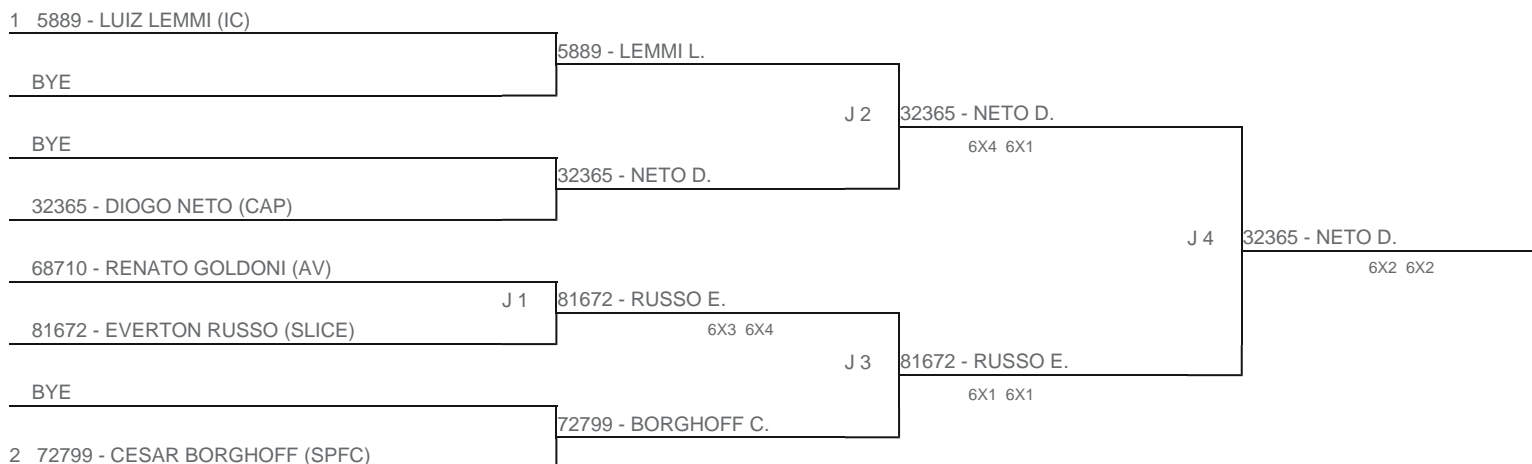 1 5889 - LUIZ LEMMI (IC)
5889 - LEMMI L.
BYE
J 2
32365 - NETO D.
6X4 6X1
BYE
32365 - NETO D.
32365 - DIOGO NETO (CAP)
J 4
32365 - NETO D.
6X2 6X2
68710 - RENATO GOLDONI (AV)
J 1
81672 - RUSSO E.
6X3 6X4
81672 - EVERTON RUSSO (SLICE)
J 3
81672 - RUSSO E.
6X1 6X1
BYE
72799 - BORGHOFF C.
2 72799 - CESAR BORGHOFF (SPFC)